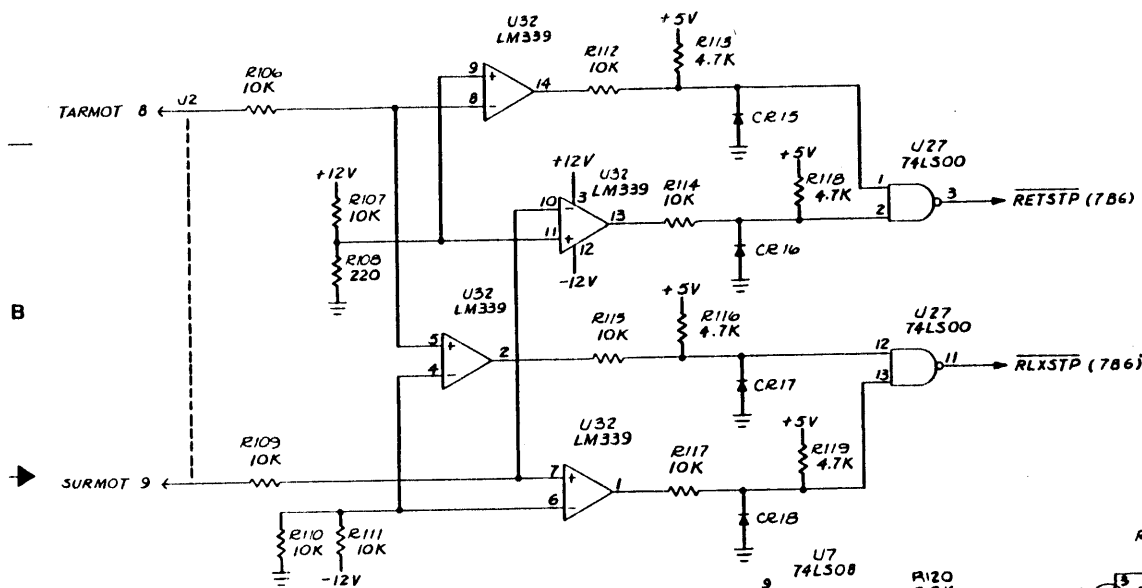 U32
LM339
+5V
R113
4.7K
R112
10K
R106
10K
9
+
8
-
14
TARMOT 8
U2
CR15
+12V
R107
10K
R108
220
+12V
3
U32
LM339
10
-
11
+
13
12
-12V
R114
10K
+5V
R118
4.7K
CR16
U27
74LS00
1
2
3
RETSTP (7B6)
B
U32
LM339
5
+
4
-
2
R115
10K
+5V
R116
4.7K
CR17
U27
74LS00
12
13
11
RLXSTP (7B6)
U32
LM339
R109
10K
SURMOT 9
7
+
6
-
1
R117
10K
+5V
R119
4.7K
CR18
R110
10K
R111
10K
-12V
U7
74LS08
9
R120
R
3